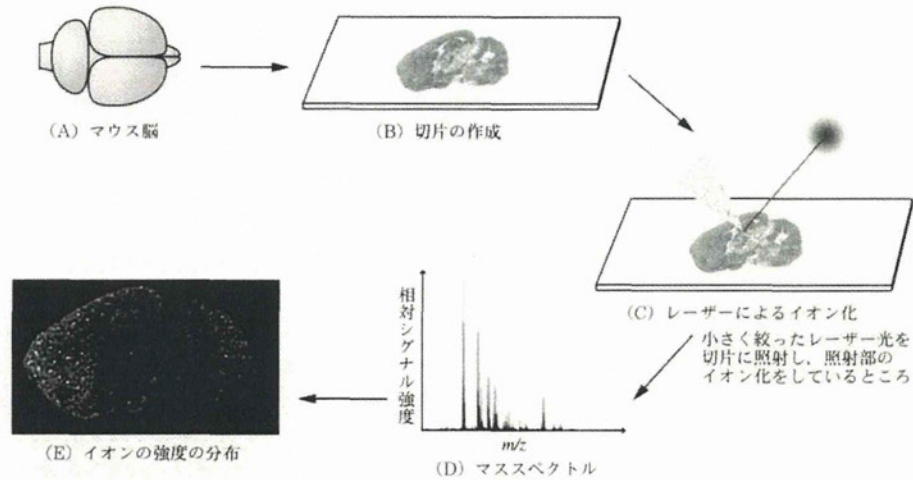 (A) マウス脳
(B) 切片の作成
(C) レーザーによるイオン化
小さく絞ったレーザー光を
切片に照射し、照射部の
イオン化をしているところ
相対シグナル強度
m/z
(D) マススペクトル
(E) イオンの強度の分布